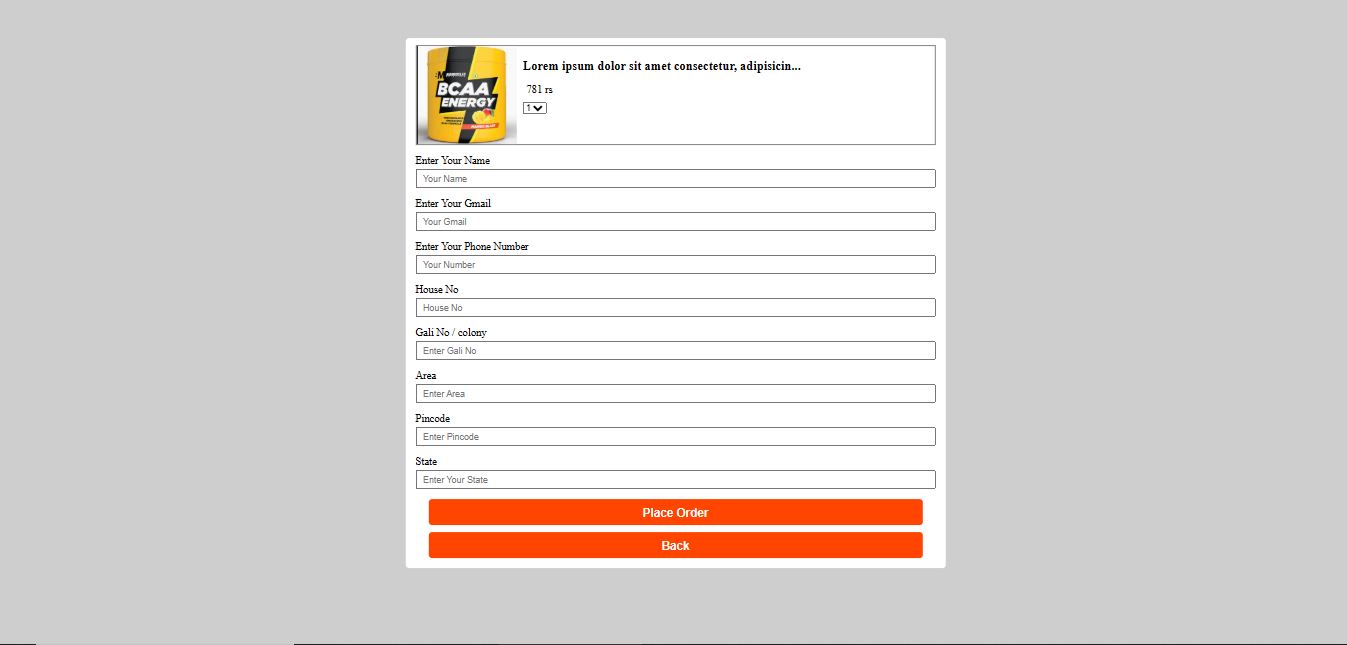 Lorem ipsum dolor sit amet consectetur, adipisicin...
BCAA
ENERGY
781 rs
1
Enter Your Name
Your Name
Enter Your Gmail
Your Gmail
Enter Your Phone Number
Your Number
House No
House No
Gali No / colony
Enter Gali No
Area
Enter Area
Pincode
Enter Pincode
State
Enter Your State
Place Order
Back